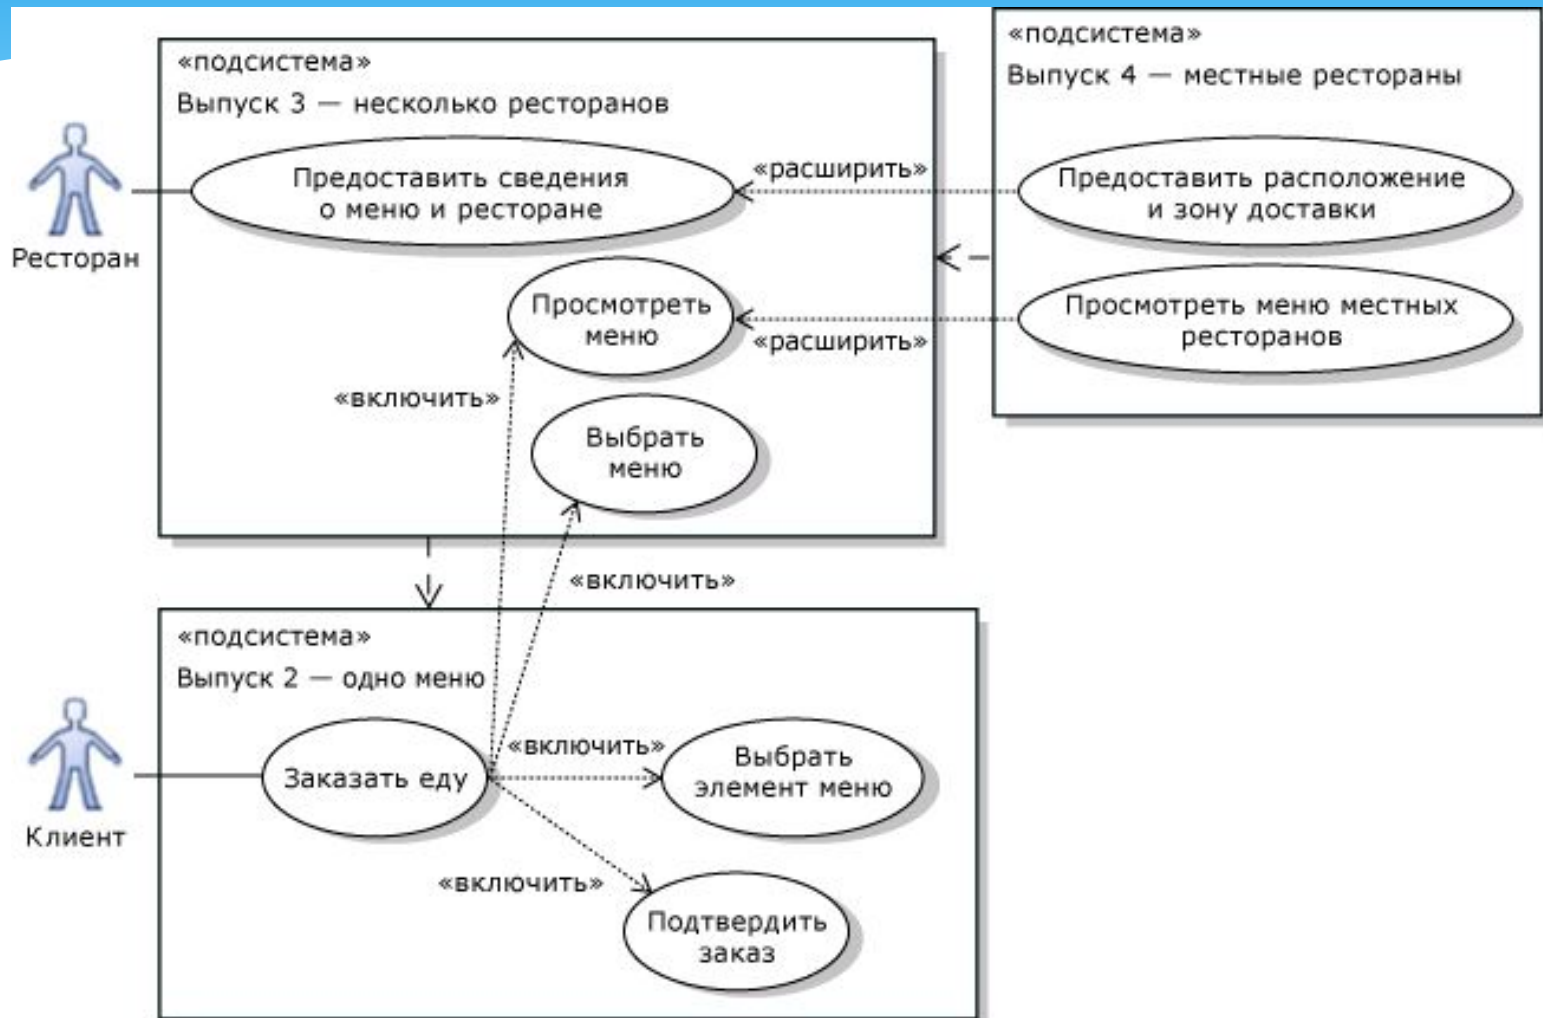 «подсистема»
Выпуск 3 — несколько ресторанов
Предоставить сведения
о меню и ресторане
«расширить»
Ресторан
Просмотреть
меню
«расширить»
«включить»
Выбрать
меню
«включить»
«подсистема»
Выпуск 4 — местные рестораны
Предоставить расположение
и зону доставки
Просмотреть меню местных
ресторанов
«подсистема»
Выпуск 2 — одно меню
Клиент
Заказать еду
«включить»
Выбрать
элемент меню
«включить»
Подтвердить
заказ